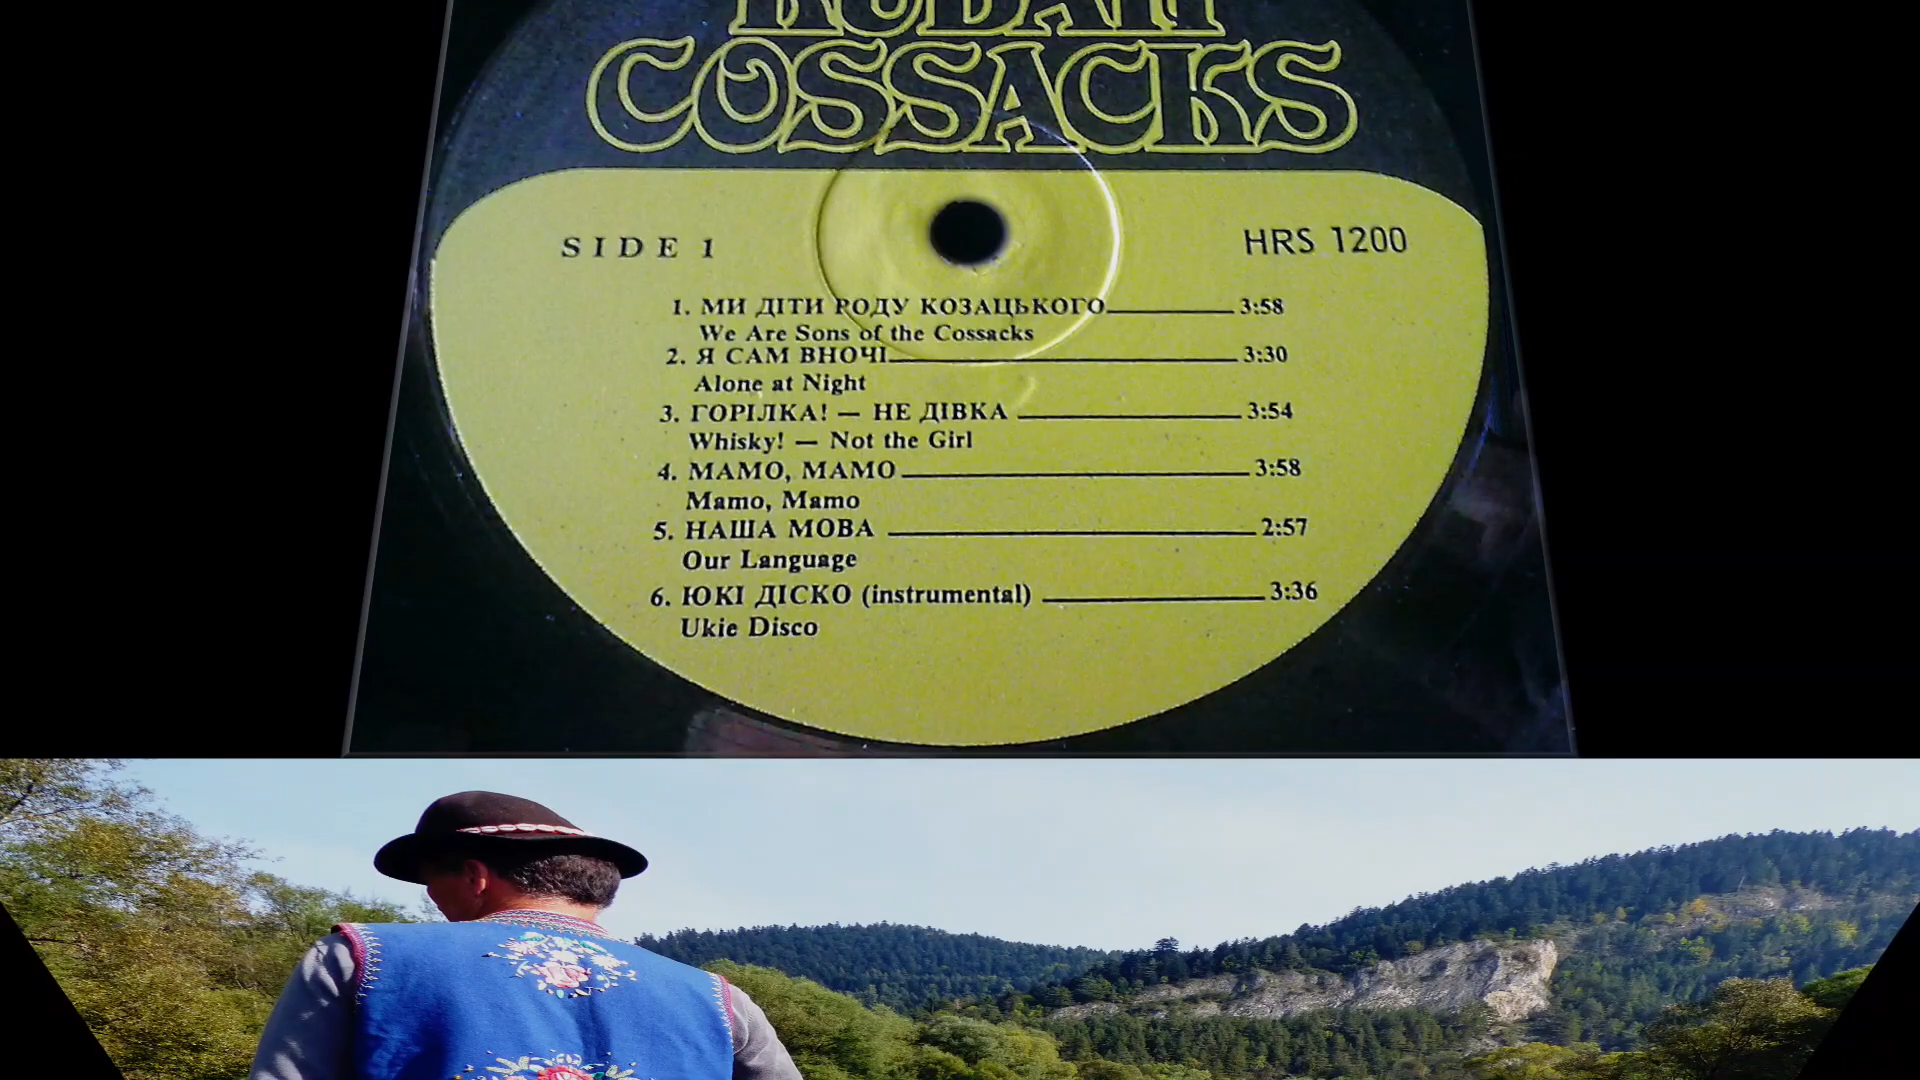 KUBAN
COSSACKS
SIDE 1
HRS 1200
1. МИ ДІТИ РОДУ КОЗАЦЬКОГО 3:58
We Are Sons of the Cossacks
2. Я САМ ВНОЧІ 3:30
Alone at Night
3. ГОРІЛКА! — НЕ ДІВКА 3:54
Whisky! — Not the Girl
4. МАМО, МАМО 3:58
Mamo, Mamo
5. НАША МОВА 2:57
Our Language
6. ЮКІ ДІСКО (instrumental) 3:36
Ukie Disco